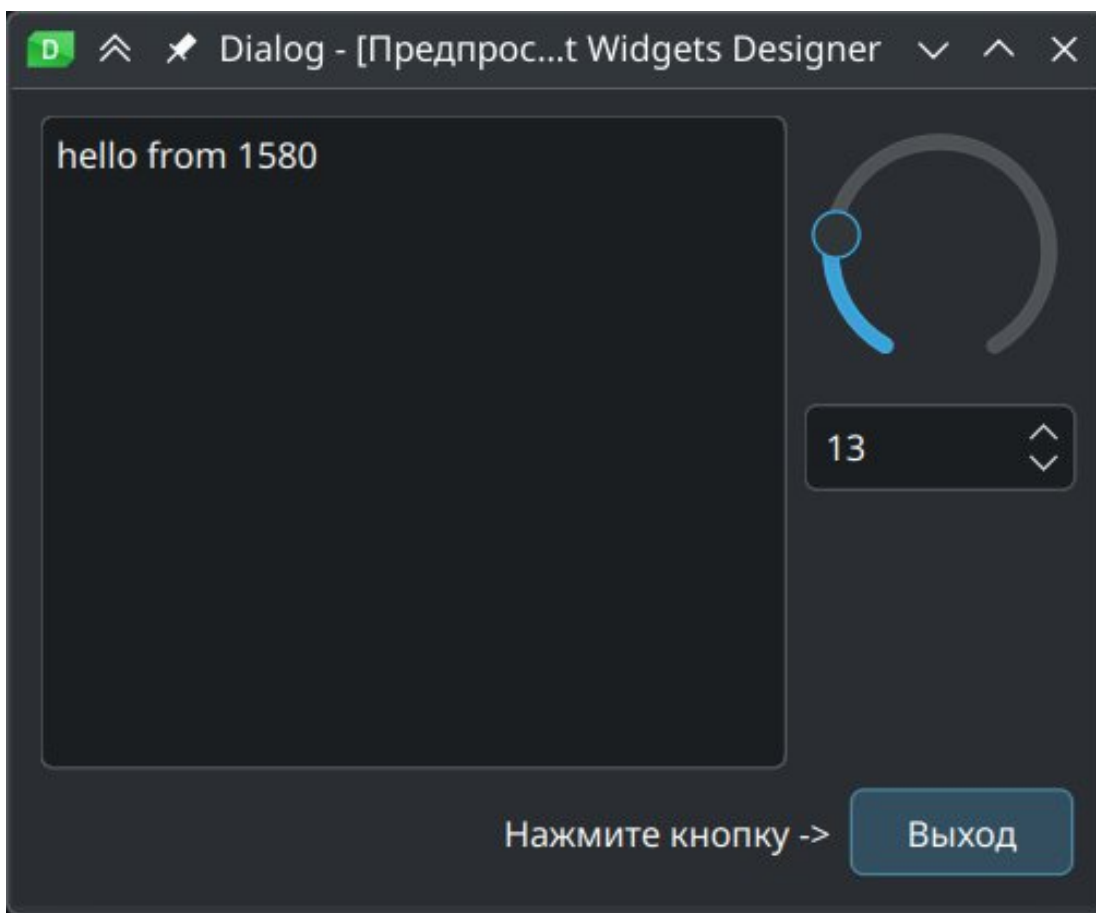 D Dialog - [Предпрос...t Widgets Designer
hello from 1580
13
Нажмите кнопку -> Выход